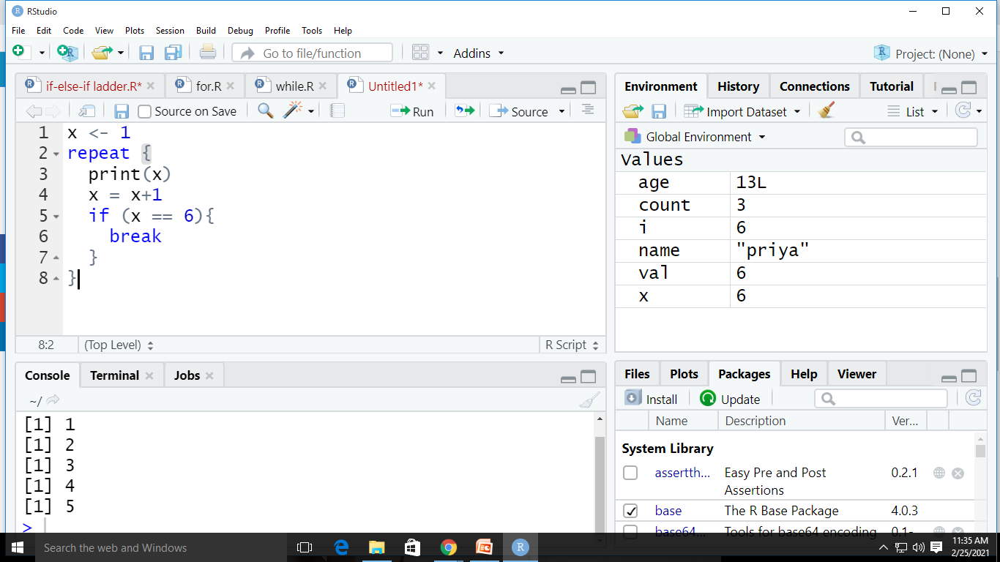 RStudio
File Edit Code View Plots Session Build Debug Profile Tools Help
Go to file/function Addins Project: (None)
if-else-if ladder.R* for.R while.R Untitled1*
Source on Save Run Source
1 x <- 1
2 repeat {
3 print(x)
4 x = x+1
5 if (x == 6){
6 break
7 }
8 }
8:2 (Top Level) R Script
Console Terminal Jobs
~/
[1] 1
[1] 2
[1] 3
[1] 4
[1] 5
>
Environment History Connections Tutorial
Import Dataset List
Global Environment
Values
age 13L
count 3
i 6
name "priya"
val 6
x 6
Files Plots Packages Help Viewer
Install Update
Name Description Ver...
System Library
assertth... Easy Pre and Post 0.2.1
Assertions
base The R Base Package 4.0.3
base64... Tools for base64 encoding 0.1-
Search the web and Windows
11:35 AM
2/25/2021